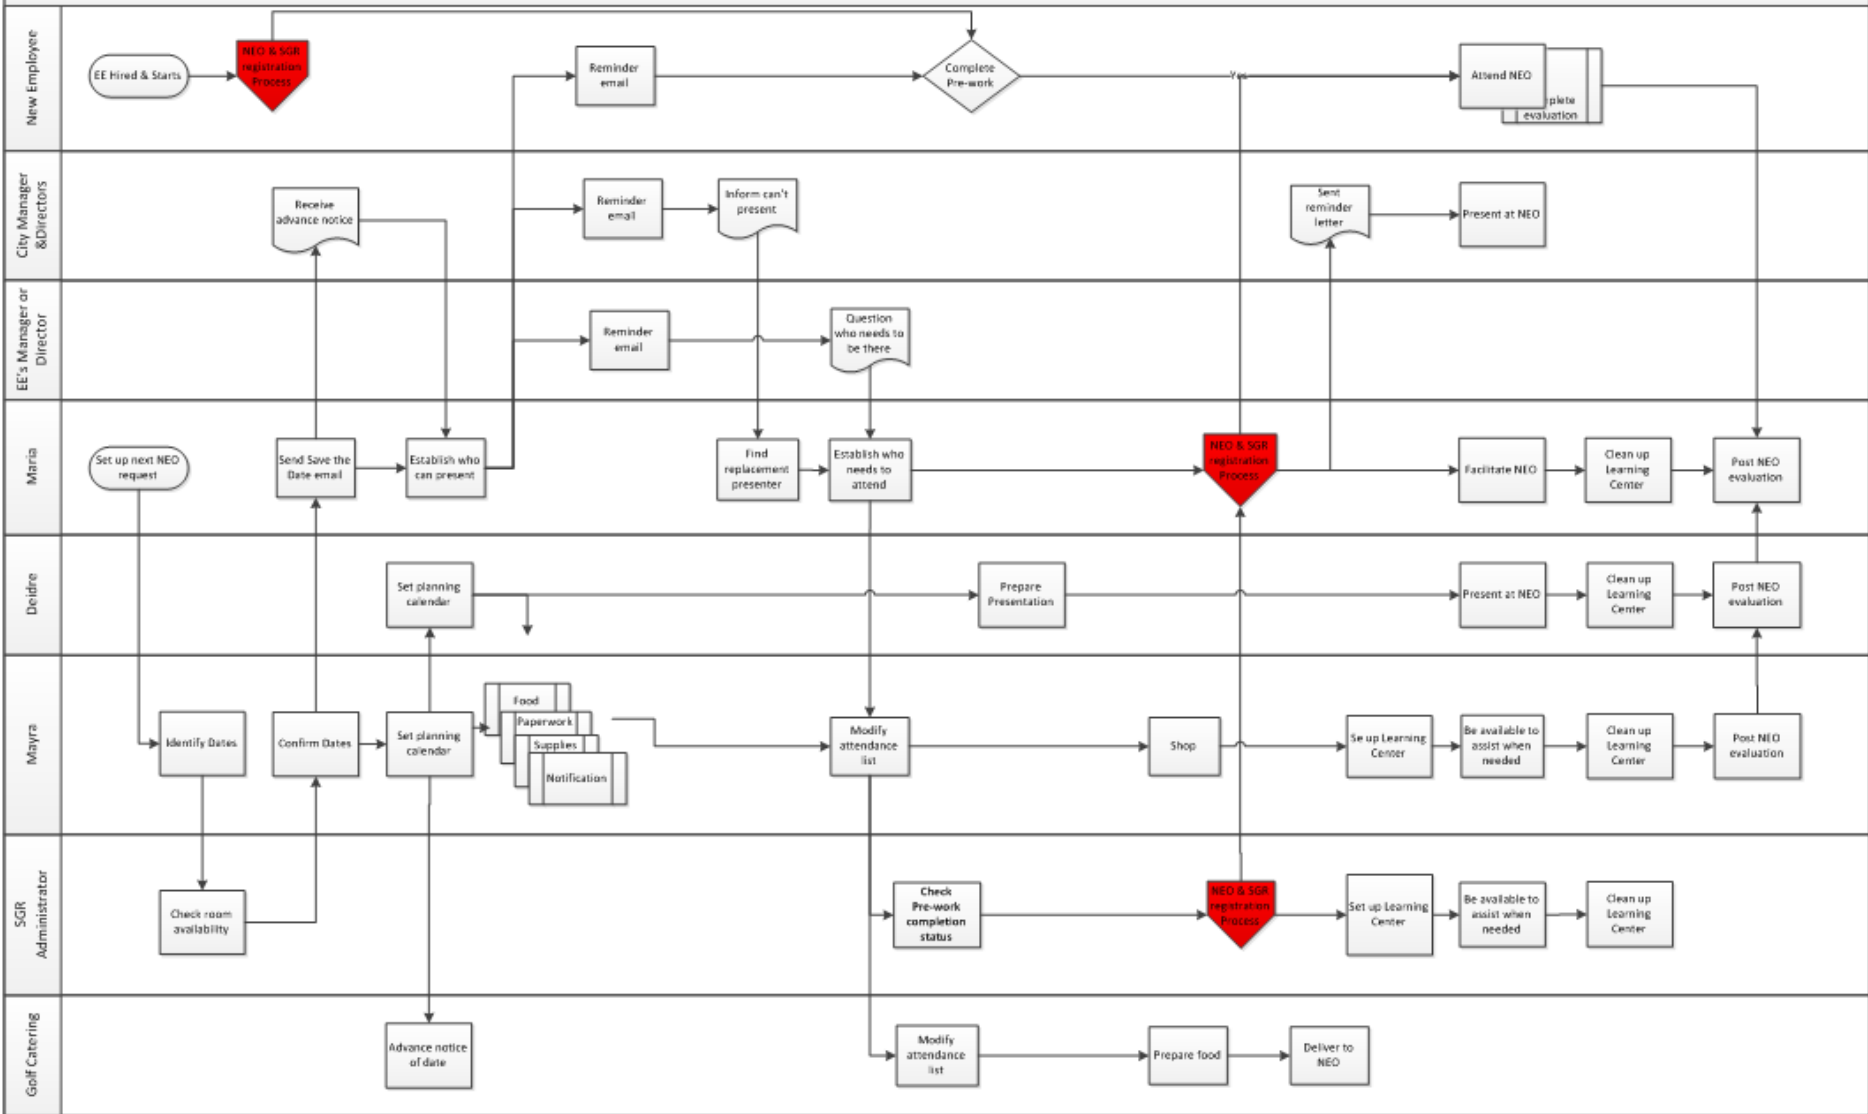 New Employee
EE Hired & Starts
NEO & SGR
registration
Process
Reminder
email
Complete
Pre-work
Yes
Attend NEO
plete
evaluation
City Manager
&Directors
Receive
advance notice
Reminder
email
Inform can't
present
Sent
reminder
letter
Present at NEO
EE's Manager or
Director
Reminder
email
Question
who needs to
be there
Maria
Set up next NEO
request
Send Save the
Date email
Establish who
can present
Find
replacement
presenter
Establish who
needs to
attend
NEO & SGR
registration
Process
Facilitate NEO
Clean up
Learning
Center
Post NEO
evaluation
Deidre
Set planning
calendar
Prepare
Presentation
Present at NEO
Clean up
Learning
Center
Post NEO
evaluation
Mayra
Identify Dates
Confirm Dates
Set planning
calendar
Food
Paperwork
Supplies
Notification
Modify
attendance
list
Shop
Se up Learning
Center
Be available to
assist when
needed
Clean up
Learning
Center
Post NEO
evaluation
SGR
Administrator
Check room
availability
Check
Pre-work
completion
status
NEO & SGR
registration
Process
Set up Learning
Center
Be available to
assist when
needed
Clean up
Learning
Center
Golf Catering
Advance notice
of date
Modify
attendance
list
Prepare food
Deliver to
NEO